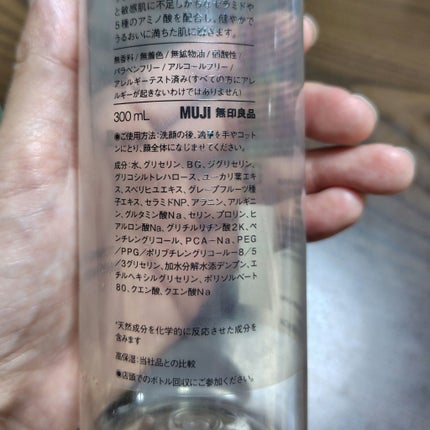 と敏感肌に不足しがちなセラミドや
5種のアミノ酸を配合し、健やかで
うるおいに満ちた肌に整えます。
無香料/無着色/無鉱物油/弱酸性/
パラベンフリー/アルコールフリー/
アレルギーテスト済み(すべての方にアレ
ルギーが起きないわけではありません)
300mL MUJI 無印良品
●ご使用方法:洗顔の後、適量を手やコット
ンにとり、顔全体になじませてください。
成分:水、グリセリン、BG、ジグリセリン、
グリコシルトレハロース、ユーカリ葉エキ
ス、スベリヒユエキス、グレープフルーツ種
子エキス、セラミドNP、アラニン、アルギニ
ン、グルタミン酸Na、セリン、プロリン、ヒ
アルロン酸Na、グリチルリチン酸2K、ペ
ンチレングリコール、PCA-Na、PEG
/PPG/ポリブチレングリコール-8/5
/3グリセリン、加水分解水添デンプン、エ
チルヘキシルグリセリン、ポリソルベート
80、クエン酸、クエン酸Na
*天然成分を化学的に反応させた成分を
含みます
高保湿:当社品との比較
●店頭でのボトル回収にご参加ください。